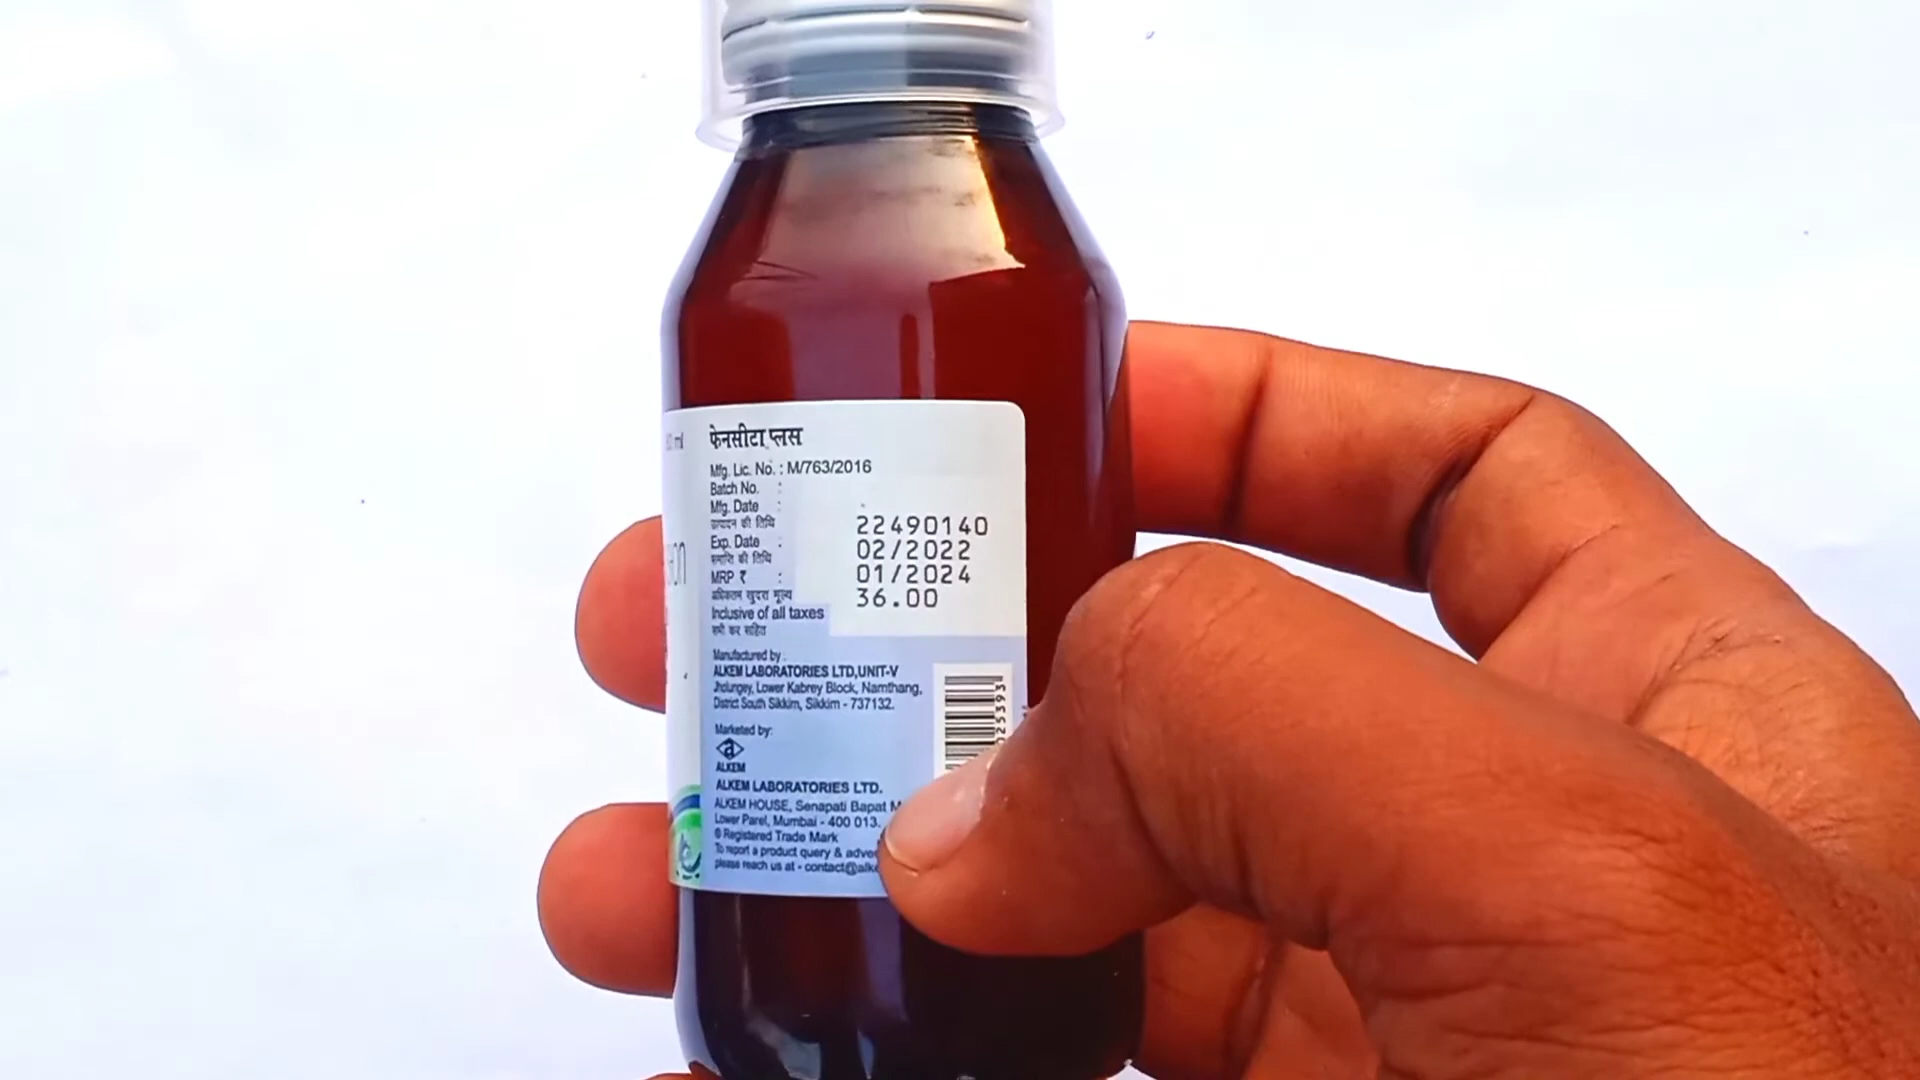 ml
फेनसीटा प्लस
Mfg. Lic. No. : M/763/2016
Batch No. :
Mfg. Date :
उत्पादन की तिथि
Exp. Date :
समाप्ति की तिथि
MRP ₹ :
अधिकतम खुदरा मूल्य
Inclusive of all taxes
सभी कर सहित
22490140
02/2022
01/2024
36.00
Manufactured by :
ALKEM LABORATORIES LTD,UNIT-V
Jholungey, Lower Kabrey Block, Namthang,
District South Sikkim, Sikkim - 737132.
Marketed by:
ALKEM
ALKEM LABORATORIES LTD.
ALKEM HOUSE, Senapati Bapat M
Lower Parel, Mumbai - 400 013.
® Registered Trade Mark
To report a product query & adve
please reach us at - contact@alke
025393